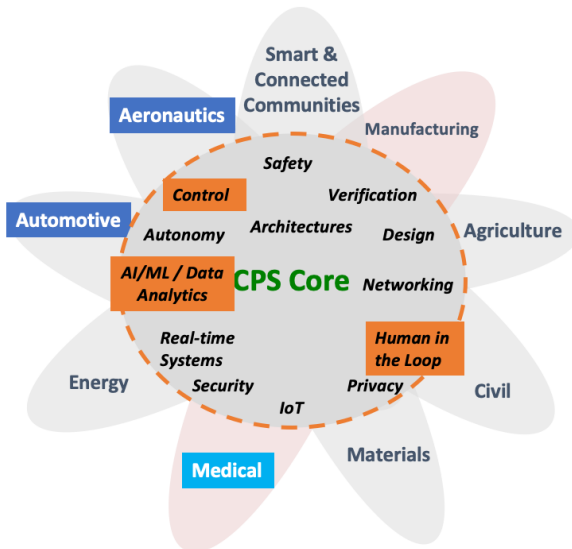 Smart &
Connected
Communities
Aeronautics
Manufacturing
Safety
Control
Verification
Automotive
Autonomy
Architectures
Design
Agriculture
AI/ML / Data
Analytics
CPS Core
Networking
Real-time
Systems
Human in
the Loop
Energy
Security
Privacy
Civil
IoT
Materials
Medical